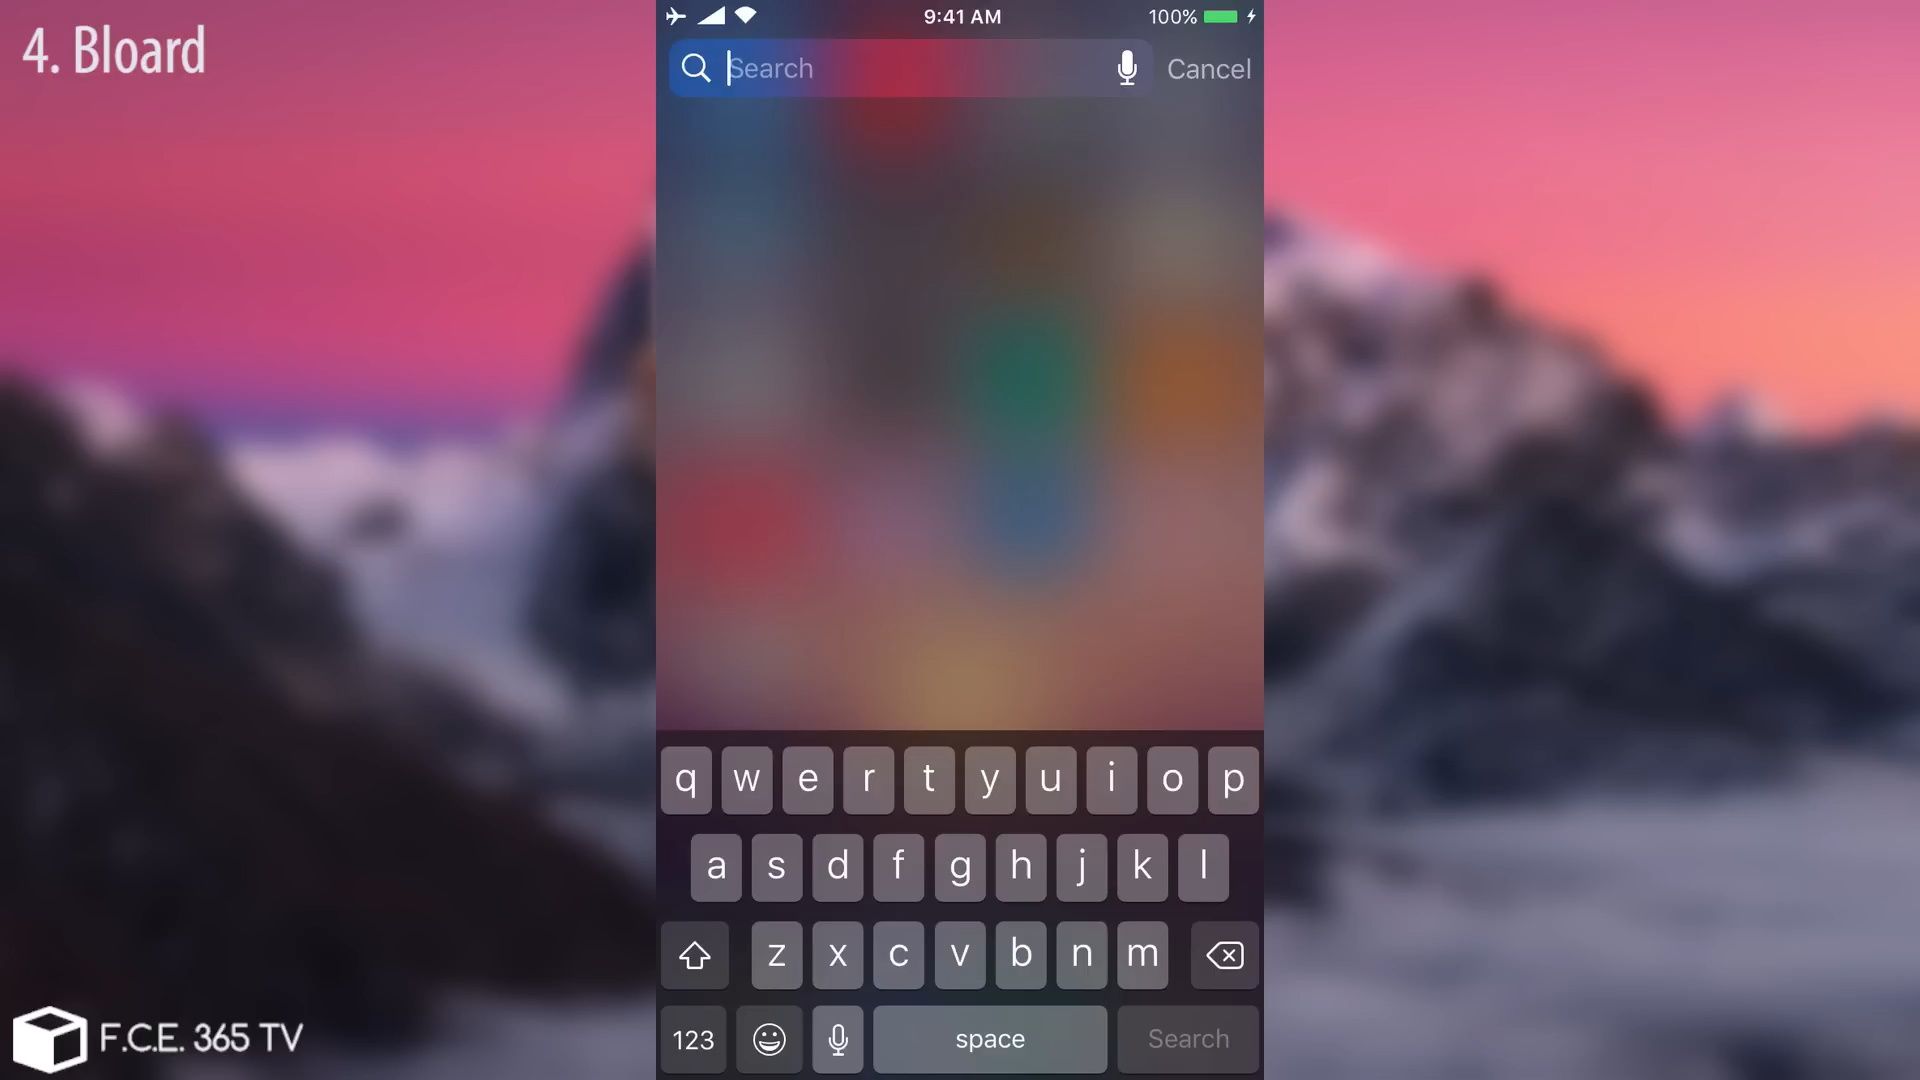 4. Bloard
9:41 AM
100%
Search
Cancel
q w e r t y u i o p
a s d f g h j k l
z x c v b n m
123
space
Search
F.C.E. 365 TV